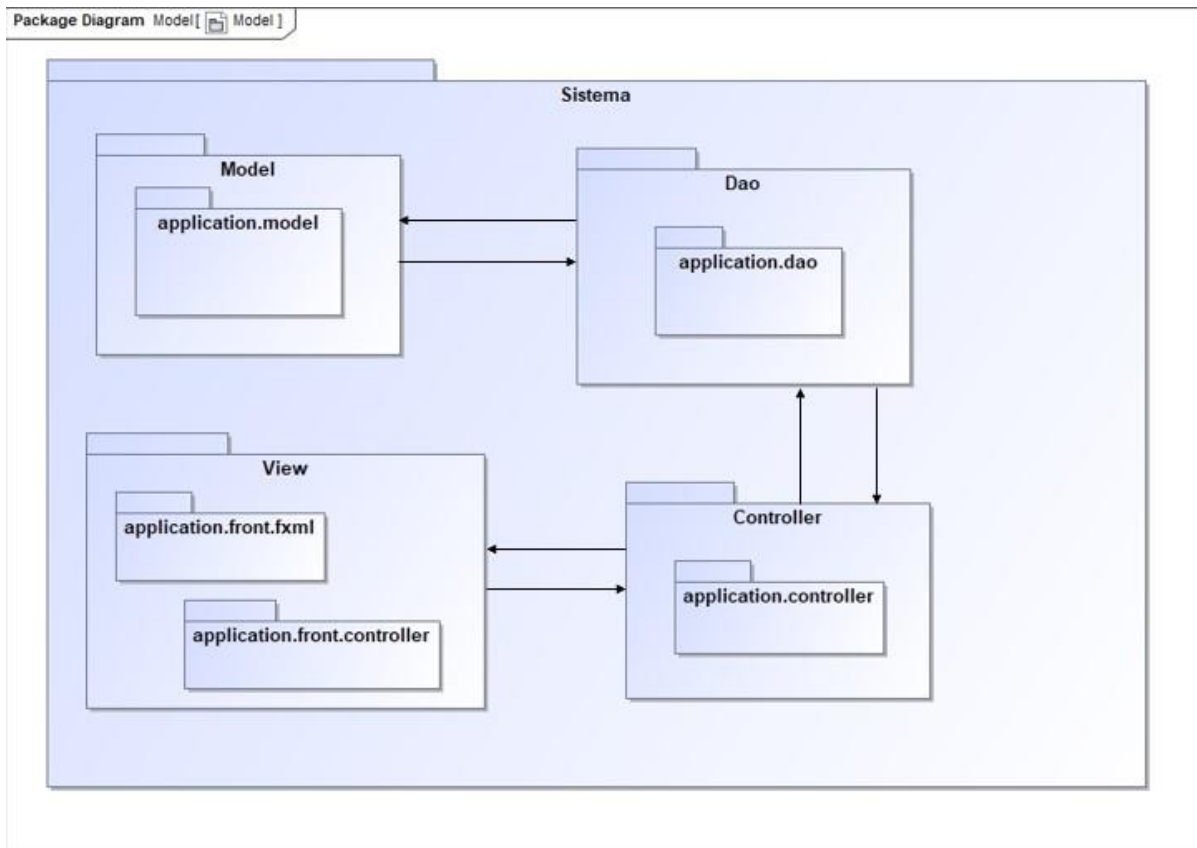 Package Diagram Model[ Model ]
Sistema
Model
application.model
Dao
application.dao
View
application.front.fxml
application.front.controller
Controller
application.controller